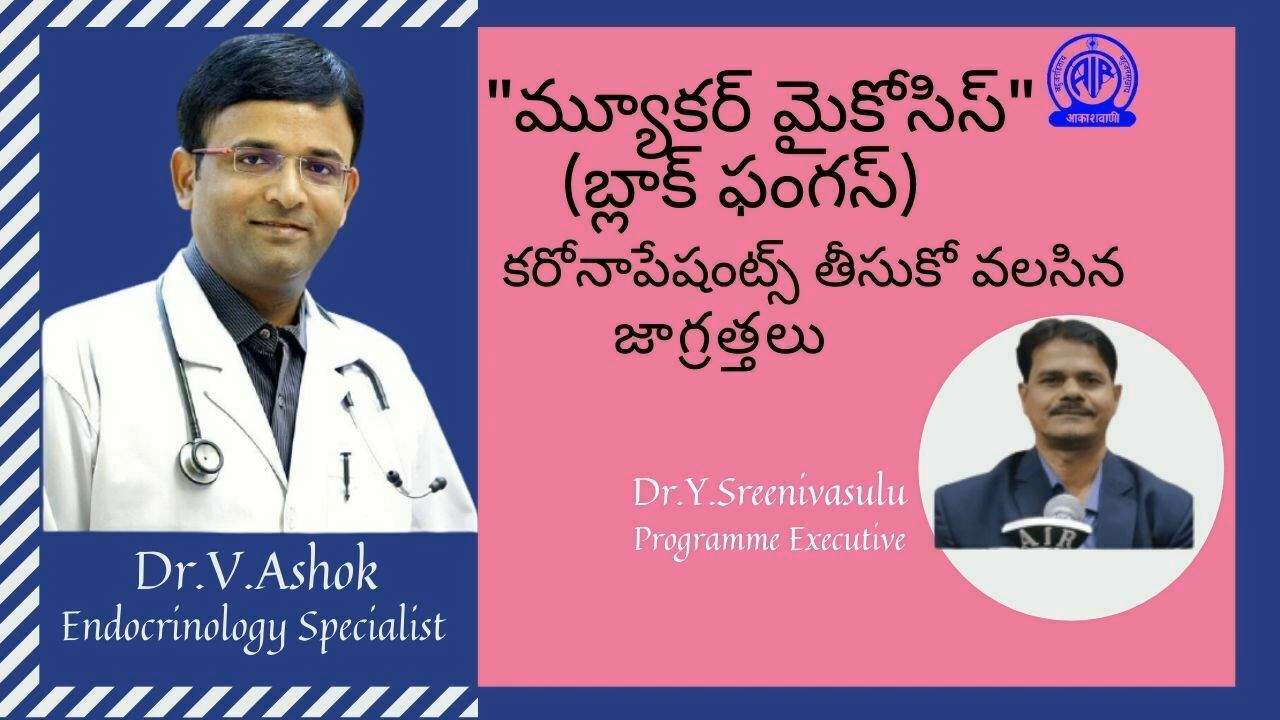 "మ్యూకర్ మైకోసిస్"
(బ్లాక్ ఫంగస్)
కరోనాపేషంట్స్ తీసుకో వలసిన
జాగ్రత్తలు
AIR
आकाशवाणी
Dr.Y.Sreenivasulu
Programme Executive
AIR
Dr.V.Ashok
Endocrinology Specialist